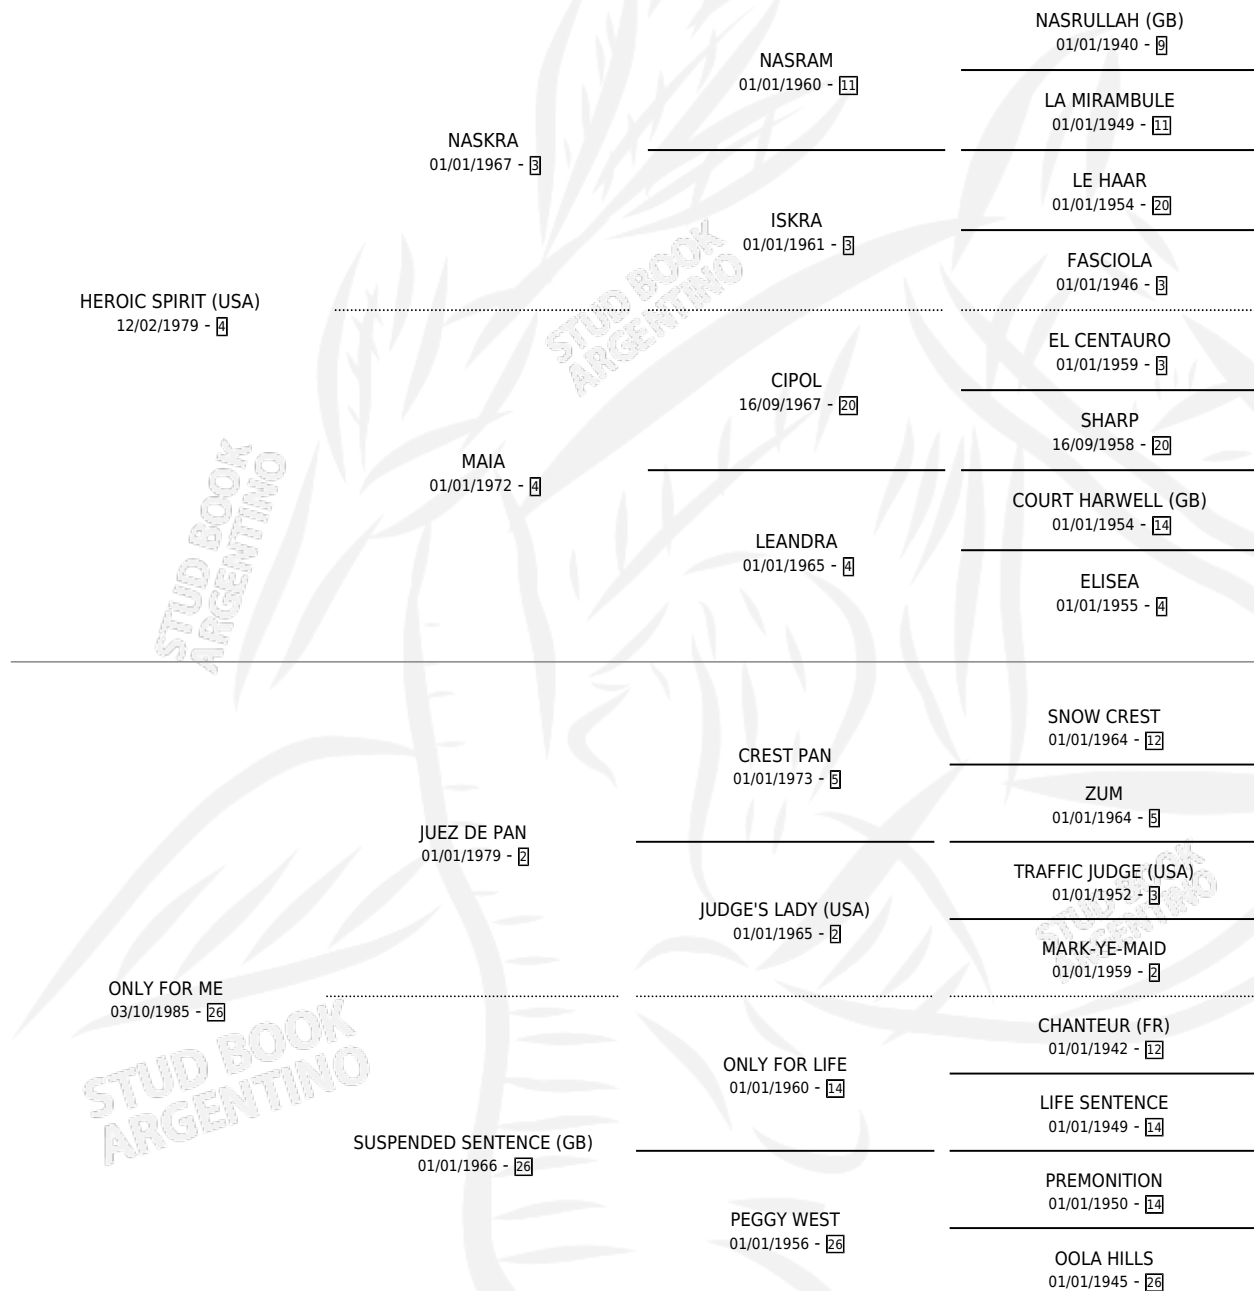 NASRULLAH (GB)
01/01/1940 - 9
NASRAM
01/01/1960 - 11
LA MIRAMBULE
01/01/1949 - 11
NASKRA
01/01/1967 - 3
LE HAAR
01/01/1954 - 20
ISKRA
01/01/1961 - 3
FASCIOLA
01/01/1946 - 3
HEROIC SPIRIT (USA)
12/02/1979 - 4
EL CENTAURO
01/01/1959 - 3
CIPOL
16/09/1967 - 20
SHARP
16/09/1958 - 20
MAIA
01/01/1972 - 4
COURT HARWELL (GB)
01/01/1954 - 14
LEANDRA
01/01/1965 - 4
ELISEA
01/01/1955 - 4
SNOW CREST
01/01/1964 - 12
CREST PAN
01/01/1973 - 5
ZUM
01/01/1964 - 5
JUEZ DE PAN
01/01/1979 - 2
TRAFFIC JUDGE (USA)
01/01/1952 - 3
JUDGE'S LADY (USA)
01/01/1965 - 2
MARK-YE-MAID
01/01/1959 - 2
ONLY FOR ME
03/10/1985 - 26
CHANTEUR (FR)
01/01/1942 - 12
ONLY FOR LIFE
01/01/1960 - 14
LIFE SENTENCE
01/01/1949 - 14
SUSPENDED SENTENCE (GB)
01/01/1966 - 26
PREMONITION
01/01/1950 - 14
PEGGY WEST
01/01/1956 - 26
OOLA HILLS
01/01/1945 - 26
STUD BOOK
ARGENTINO
STUD BOOK
ARGENTINO
STUD BOOK
ARGENTINO
STUD BOOK
ARGENTINO